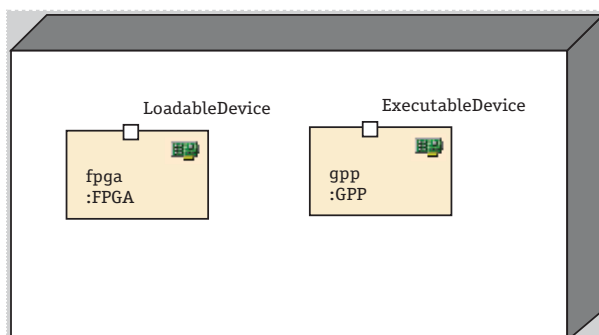 LoadableDevice
fpga
:FPGA
ExecutableDevice
gpp
:GPP